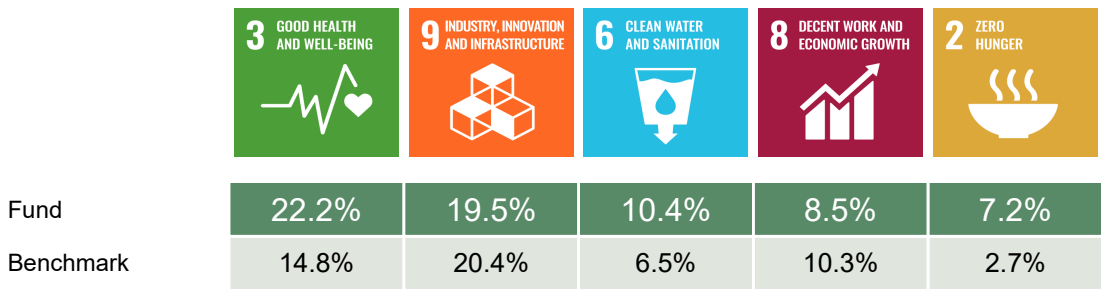 3 GOOD HEALTH
AND WELL-BEING
9 INDUSTRY, INNOVATION
AND INFRASTRUCTURE
6 CLEAN WATER
AND SANITATION
8 DECENT WORK AND
ECONOMIC GROWTH
2 ZERO
HUNGER
Fund 22.2% 19.5% 10.4% 8.5% 7.2%
Benchmark 14.8% 20.4% 6.5% 10.3% 2.7%